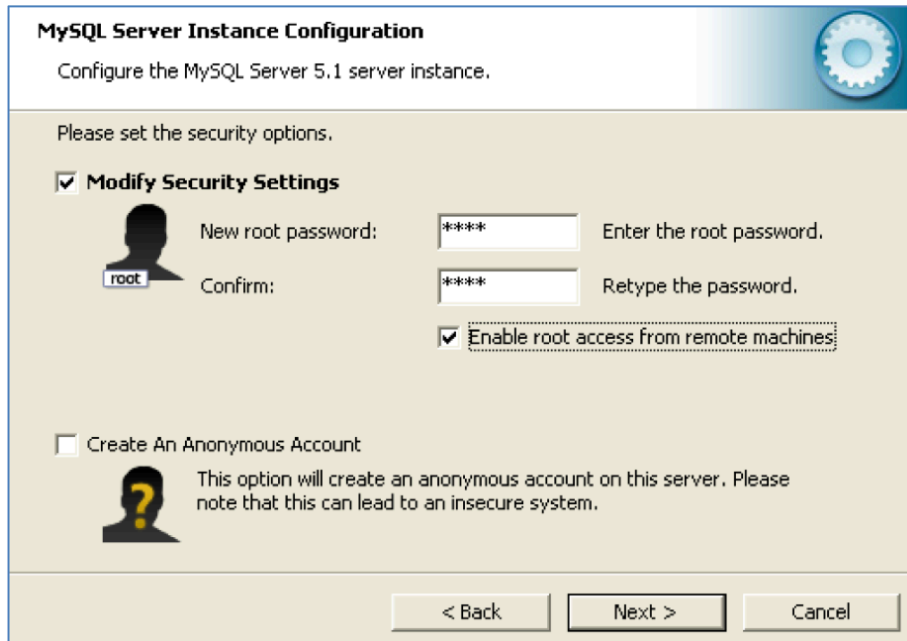 MySQL Server Instance Configuration
Configure the MySQL Server 5.1 server instance.
Please set the security options.
Modify Security Settings
New root password: **** Enter the root password.
root
Confirm: **** Retype the password.
Enable root access from remote machines
Create An Anonymous Account
This option will create an anonymous account on this server. Please
note that this can lead to an insecure system.
?
< Back Next > Cancel